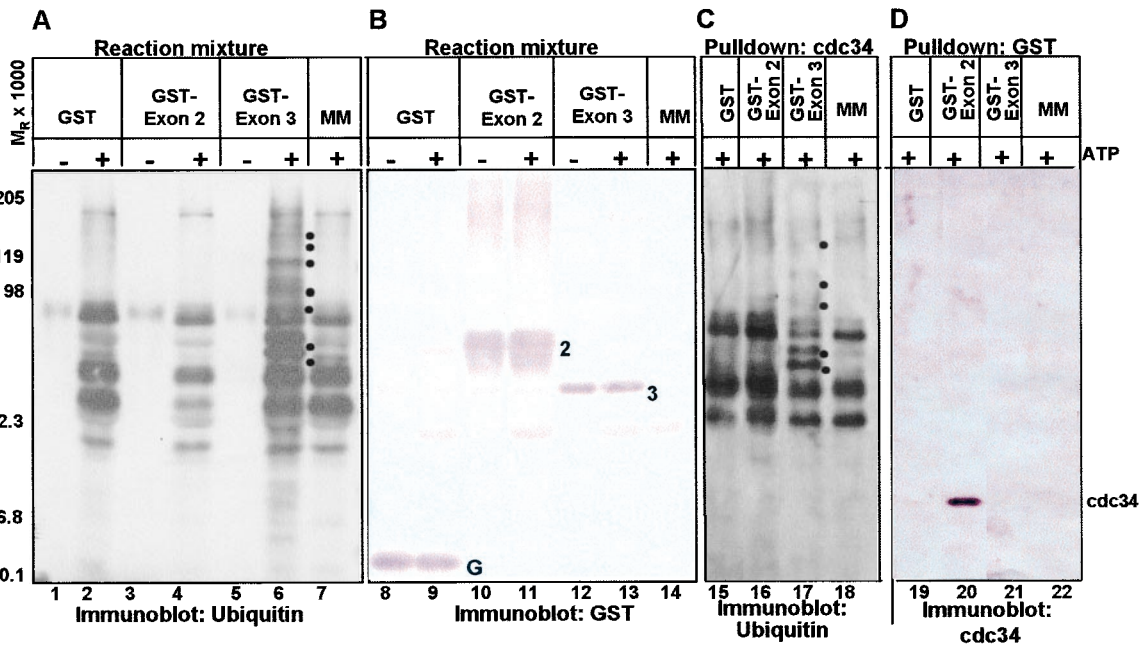 A
Reaction mixture
MR x 1000
GST
GST-
Exon 2
GST-
Exon 3
MM
- + - + - + +
205
119
98
2.3
6.8
0.1
1 2 3 4 5 6 7
Immunoblot: Ubiquitin
B
Reaction mixture
GST
GST-
Exon 2
GST-
Exon 3
MM
- + - + - + +
2
3
G
8 9 10 11 12 13 14
Immunoblot: GST
C
Pulldown: cdc34
GST
GST-
Exon 2
GST-
Exon 3
MM
+ + + +
15 16 17 18
Immunoblot:
Ubiquitin
D
Pulldown: GST
GST
GST-
Exon 2
GST-
Exon 3
MM
+ + + +
ATP
cdc34
19 20 21 22
Immunoblot:
cdc34